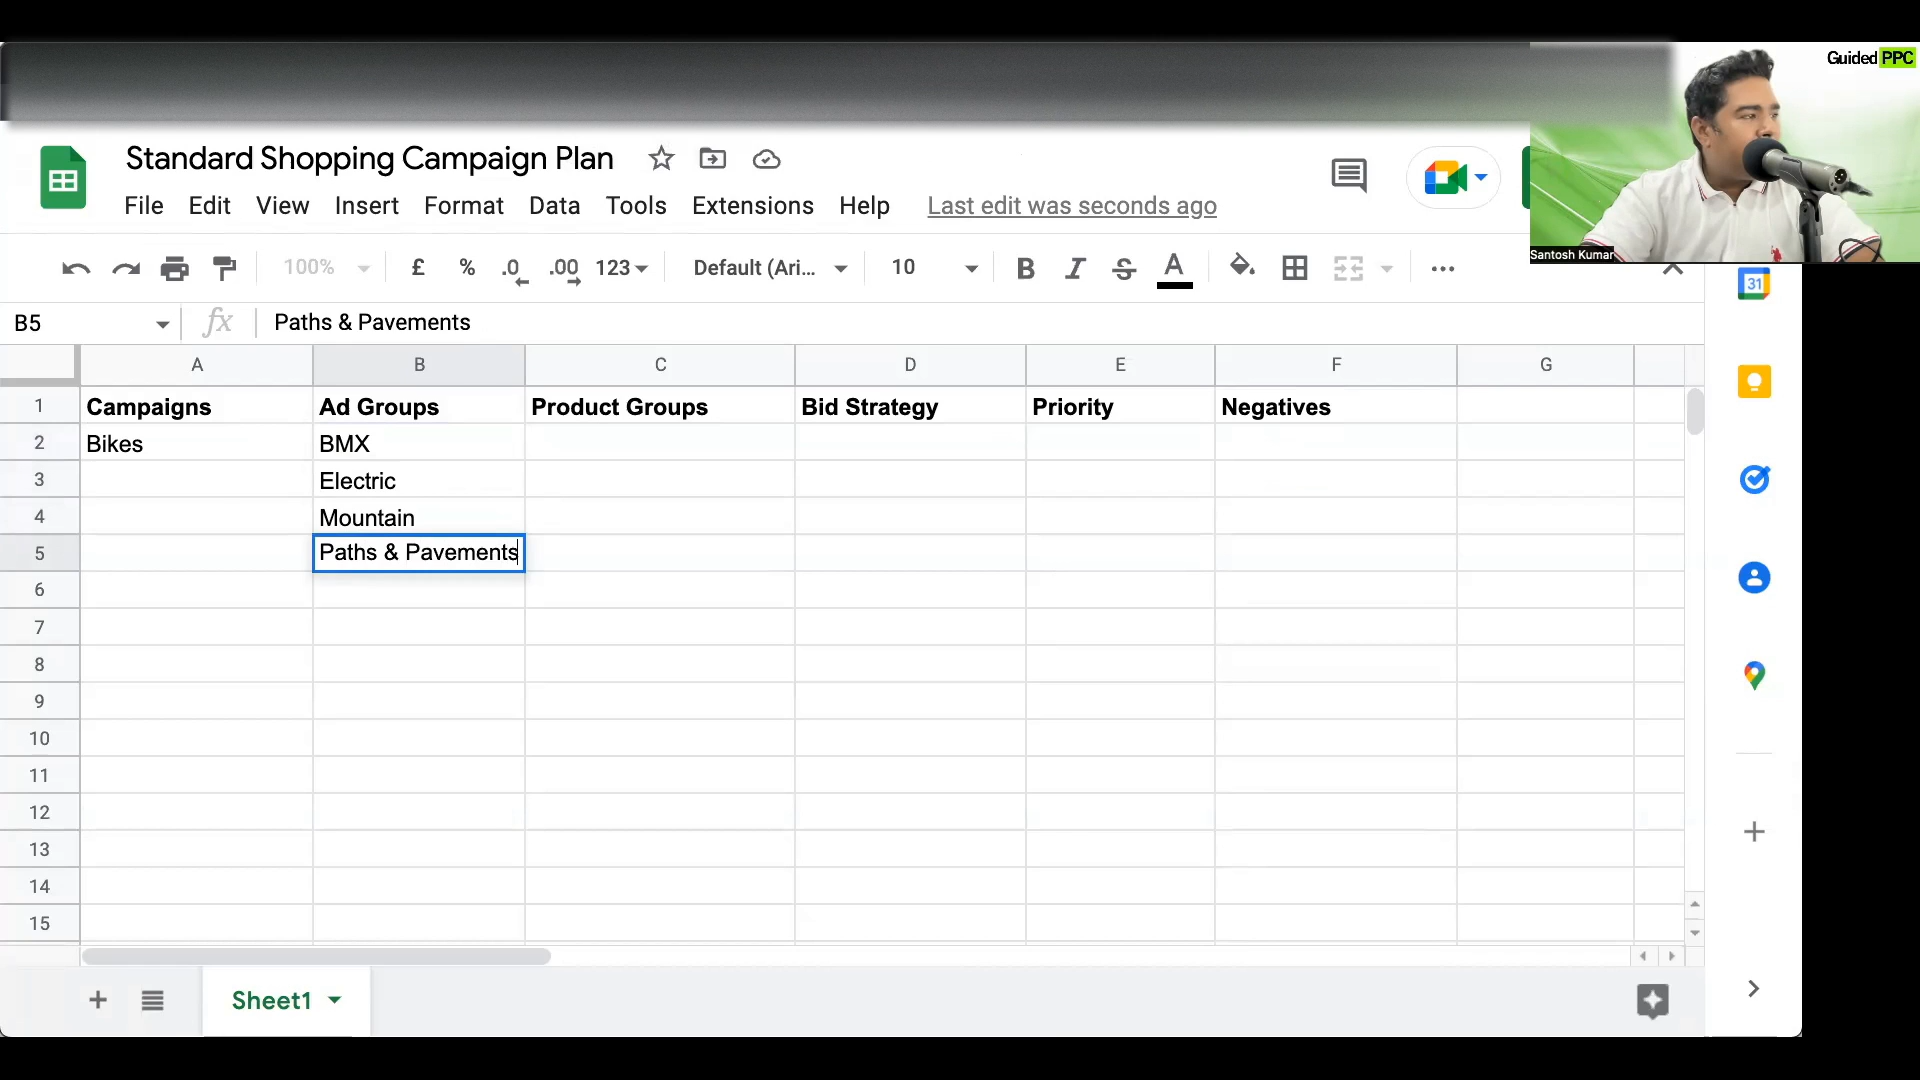 Guided PPC
Standard Shopping Campaign Plan
File Edit View Insert Format Data Tools Extensions Help Last edit was seconds ago
Santosh Kumar
100% £ % .0 .00 123 Default (Ari... 10 B I S A
31
B5 fx Paths & Pavements
A B C D E F G
1 Campaigns Ad Groups Product Groups Bid Strategy Priority Negatives
2 Bikes BMX
3 Electric
4 Mountain
5 Paths & Pavements
6
7
8
9
10
11
12
13
14
15
Sheet1